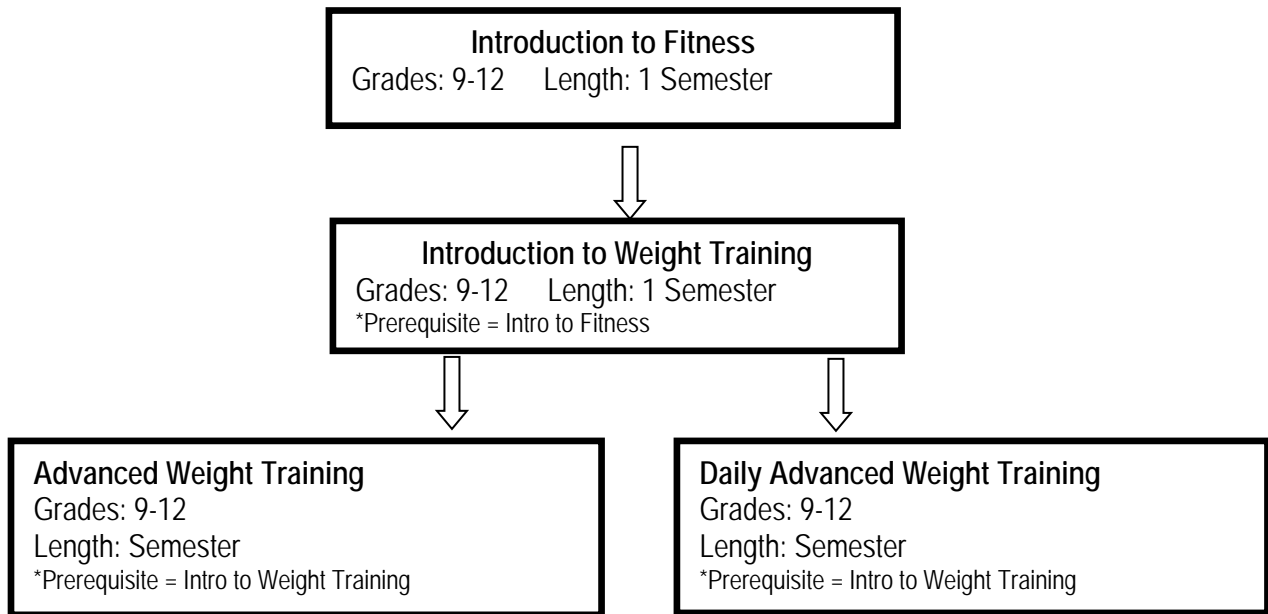 Introduction to Fitness
Grades: 9-12 Length: 1 Semester
Introduction to Weight Training
Grades: 9-12 Length: 1 Semester
*Prerequisite = Intro to Fitness
Advanced Weight Training
Grades: 9-12
Length: Semester
*Prerequisite = Intro to Weight Training
Daily Advanced Weight Training
Grades: 9-12
Length: Semester
*Prerequisite = Intro to Weight Training